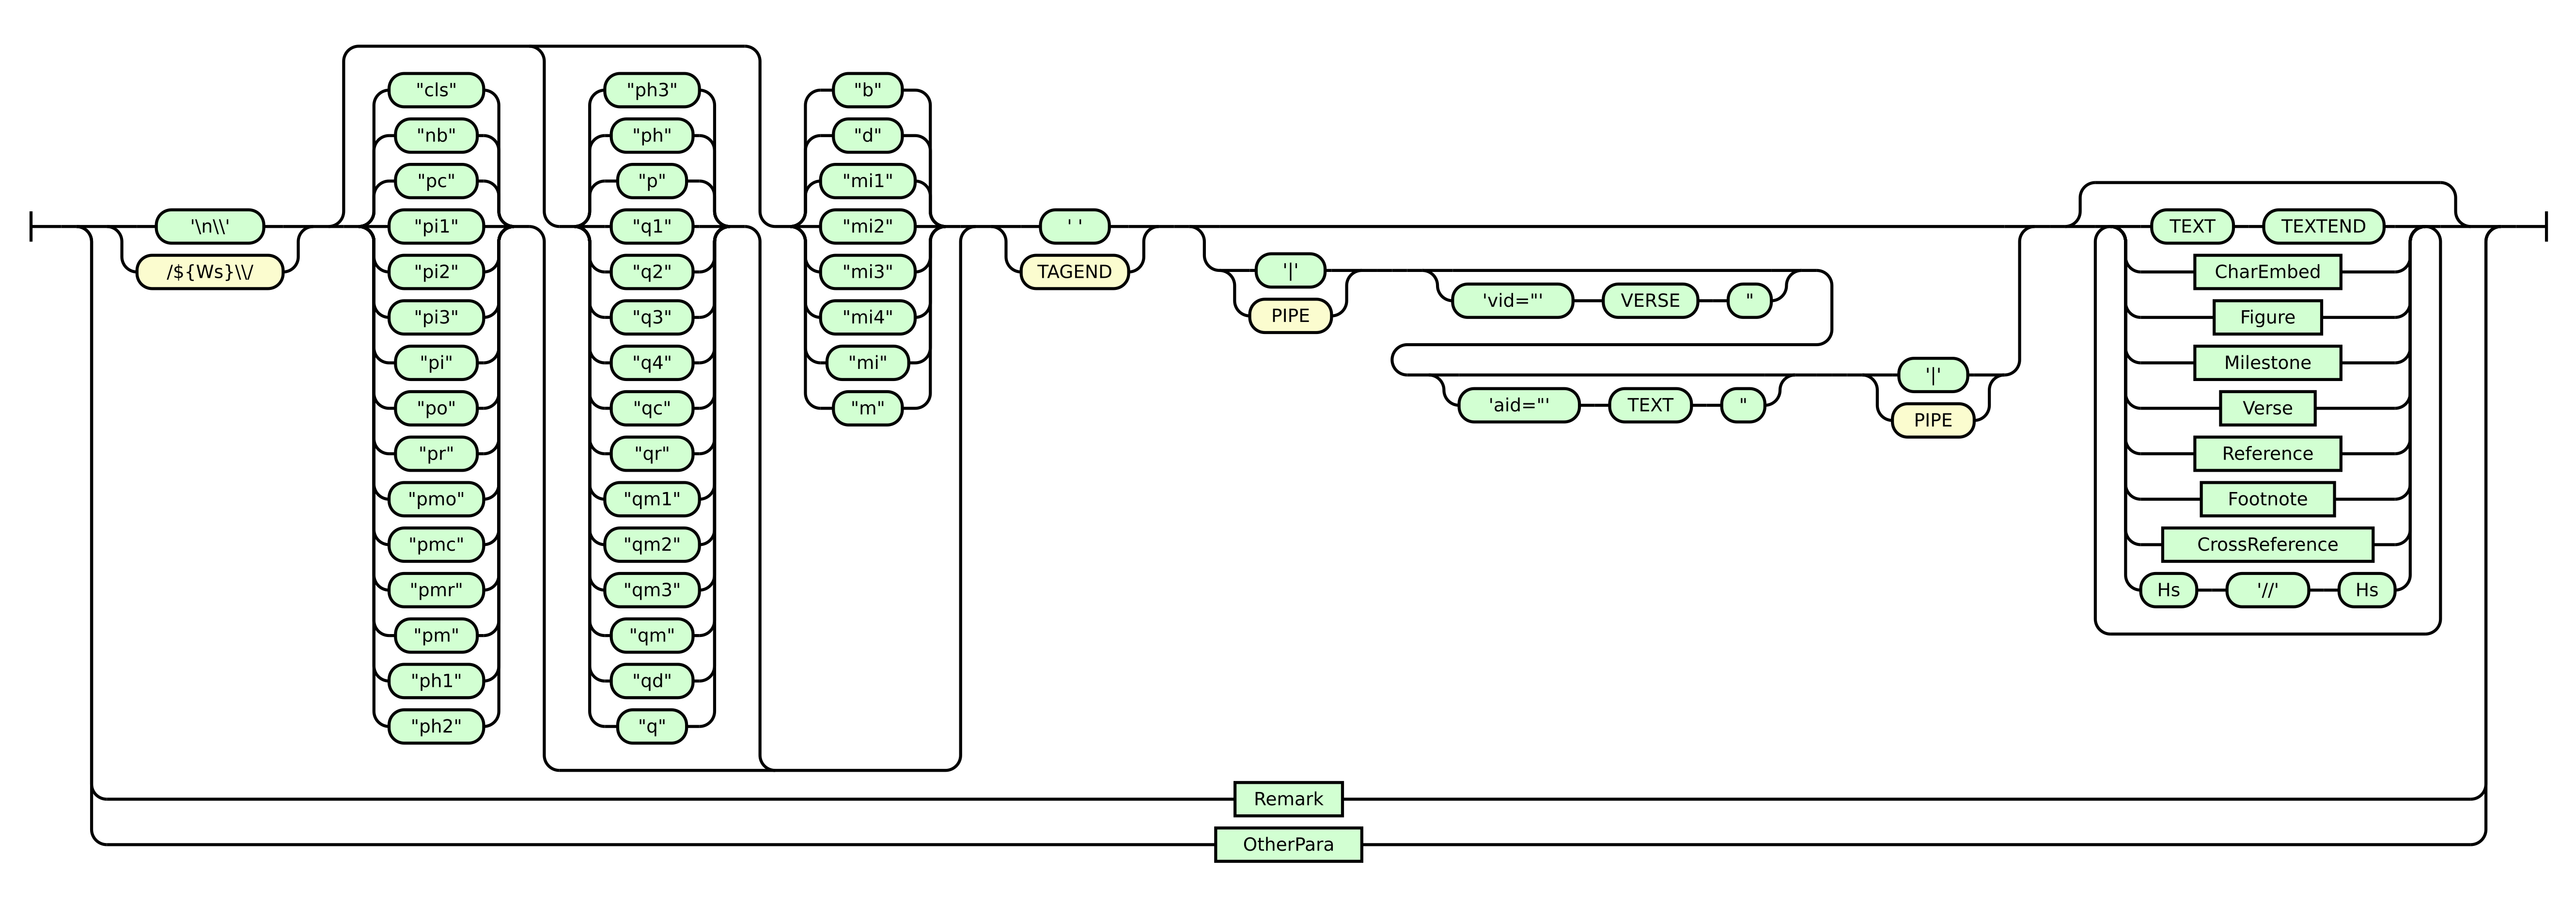 '\n\\'
/${Ws}\\/
"cls"
"nb"
"pc"
"pi1"
"pi2"
"pi3"
"pi"
"po"
"pr"
"pmo"
"pmc"
"pmr"
"pm"
"ph1"
"ph2"
"ph3"
"ph"
"p"
"q1"
"q2"
"q3"
"q4"
"qc"
"qr"
"qm1"
"qm2"
"qm3"
"qm"
"qd"
"q"
"b"
"d"
"mi1"
"mi2"
"mi3"
"mi4"
"mi"
"m"
' '
TAGEND
'|'
PIPE
'vid="' VERSE "
'aid="' TEXT "
'|'
PIPE
TEXT TEXTEND
CharEmbed
Figure
Milestone
Verse
Reference
Footnote
CrossReference
Hs '//' Hs
Remark
OtherPara